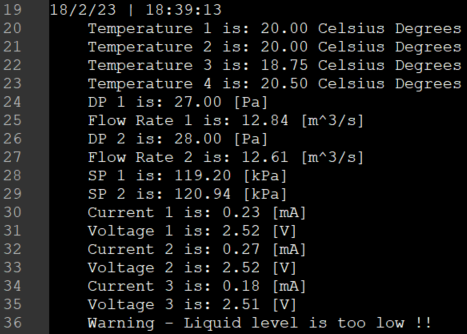 19 18/2/23 | 18:39:13
20 Temperature 1 is: 20.00 Celsius Degrees
21 Temperature 2 is: 20.00 Celsius Degrees
22 Temperature 3 is: 18.75 Celsius Degrees
23 Temperature 4 is: 20.50 Celsius Degrees
24 DP 1 is: 27.00 [Pa]
25 Flow Rate 1 is: 12.84 [m^3/s]
26 DP 2 is: 28.00 [Pa]
27 Flow Rate 2 is: 12.61 [m^3/s]
28 SP 1 is: 119.20 [kPa]
29 SP 2 is: 120.94 [kPa]
30 Current 1 is: 0.23 [mA]
31 Voltage 1 is: 2.52 [V]
32 Current 2 is: 0.27 [mA]
33 Voltage 2 is: 2.52 [V]
34 Current 3 is: 0.18 [mA]
35 Voltage 3 is: 2.51 [V]
36 Warning - Liquid level is too low !!